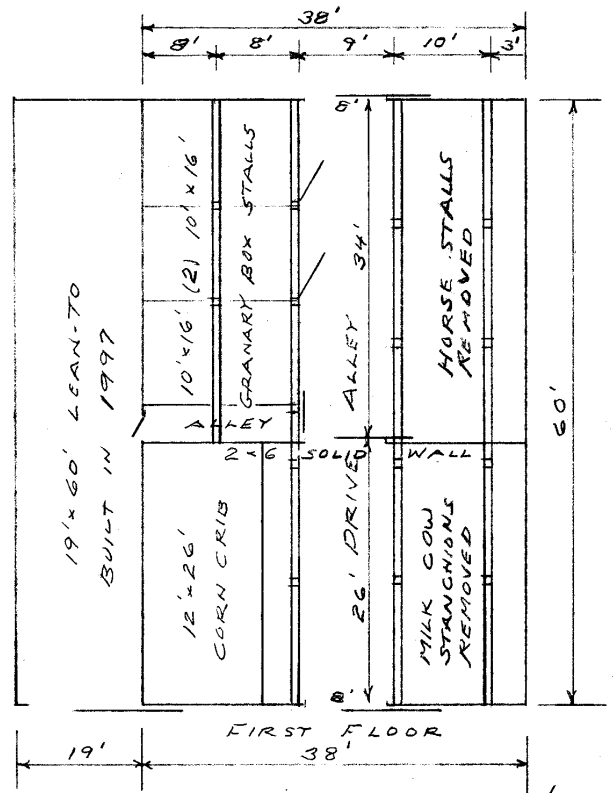 38'
8'
8'
9'
10'
3'
8'
19'x60' LEAN-TO
BUILT IN 1997
10'x16' (2) 10'x16'
GRANARY BOX STALLS
34'
ALLEY
HORSE STALLS
REMOVED
60'
ALLEY
2x6 SOLID WALL
12'x26'
CORN CRIB
26' DRIVE
MILK COW
STANCHIONS
REMOVED
8'
FIRST FLOOR
19'
38'